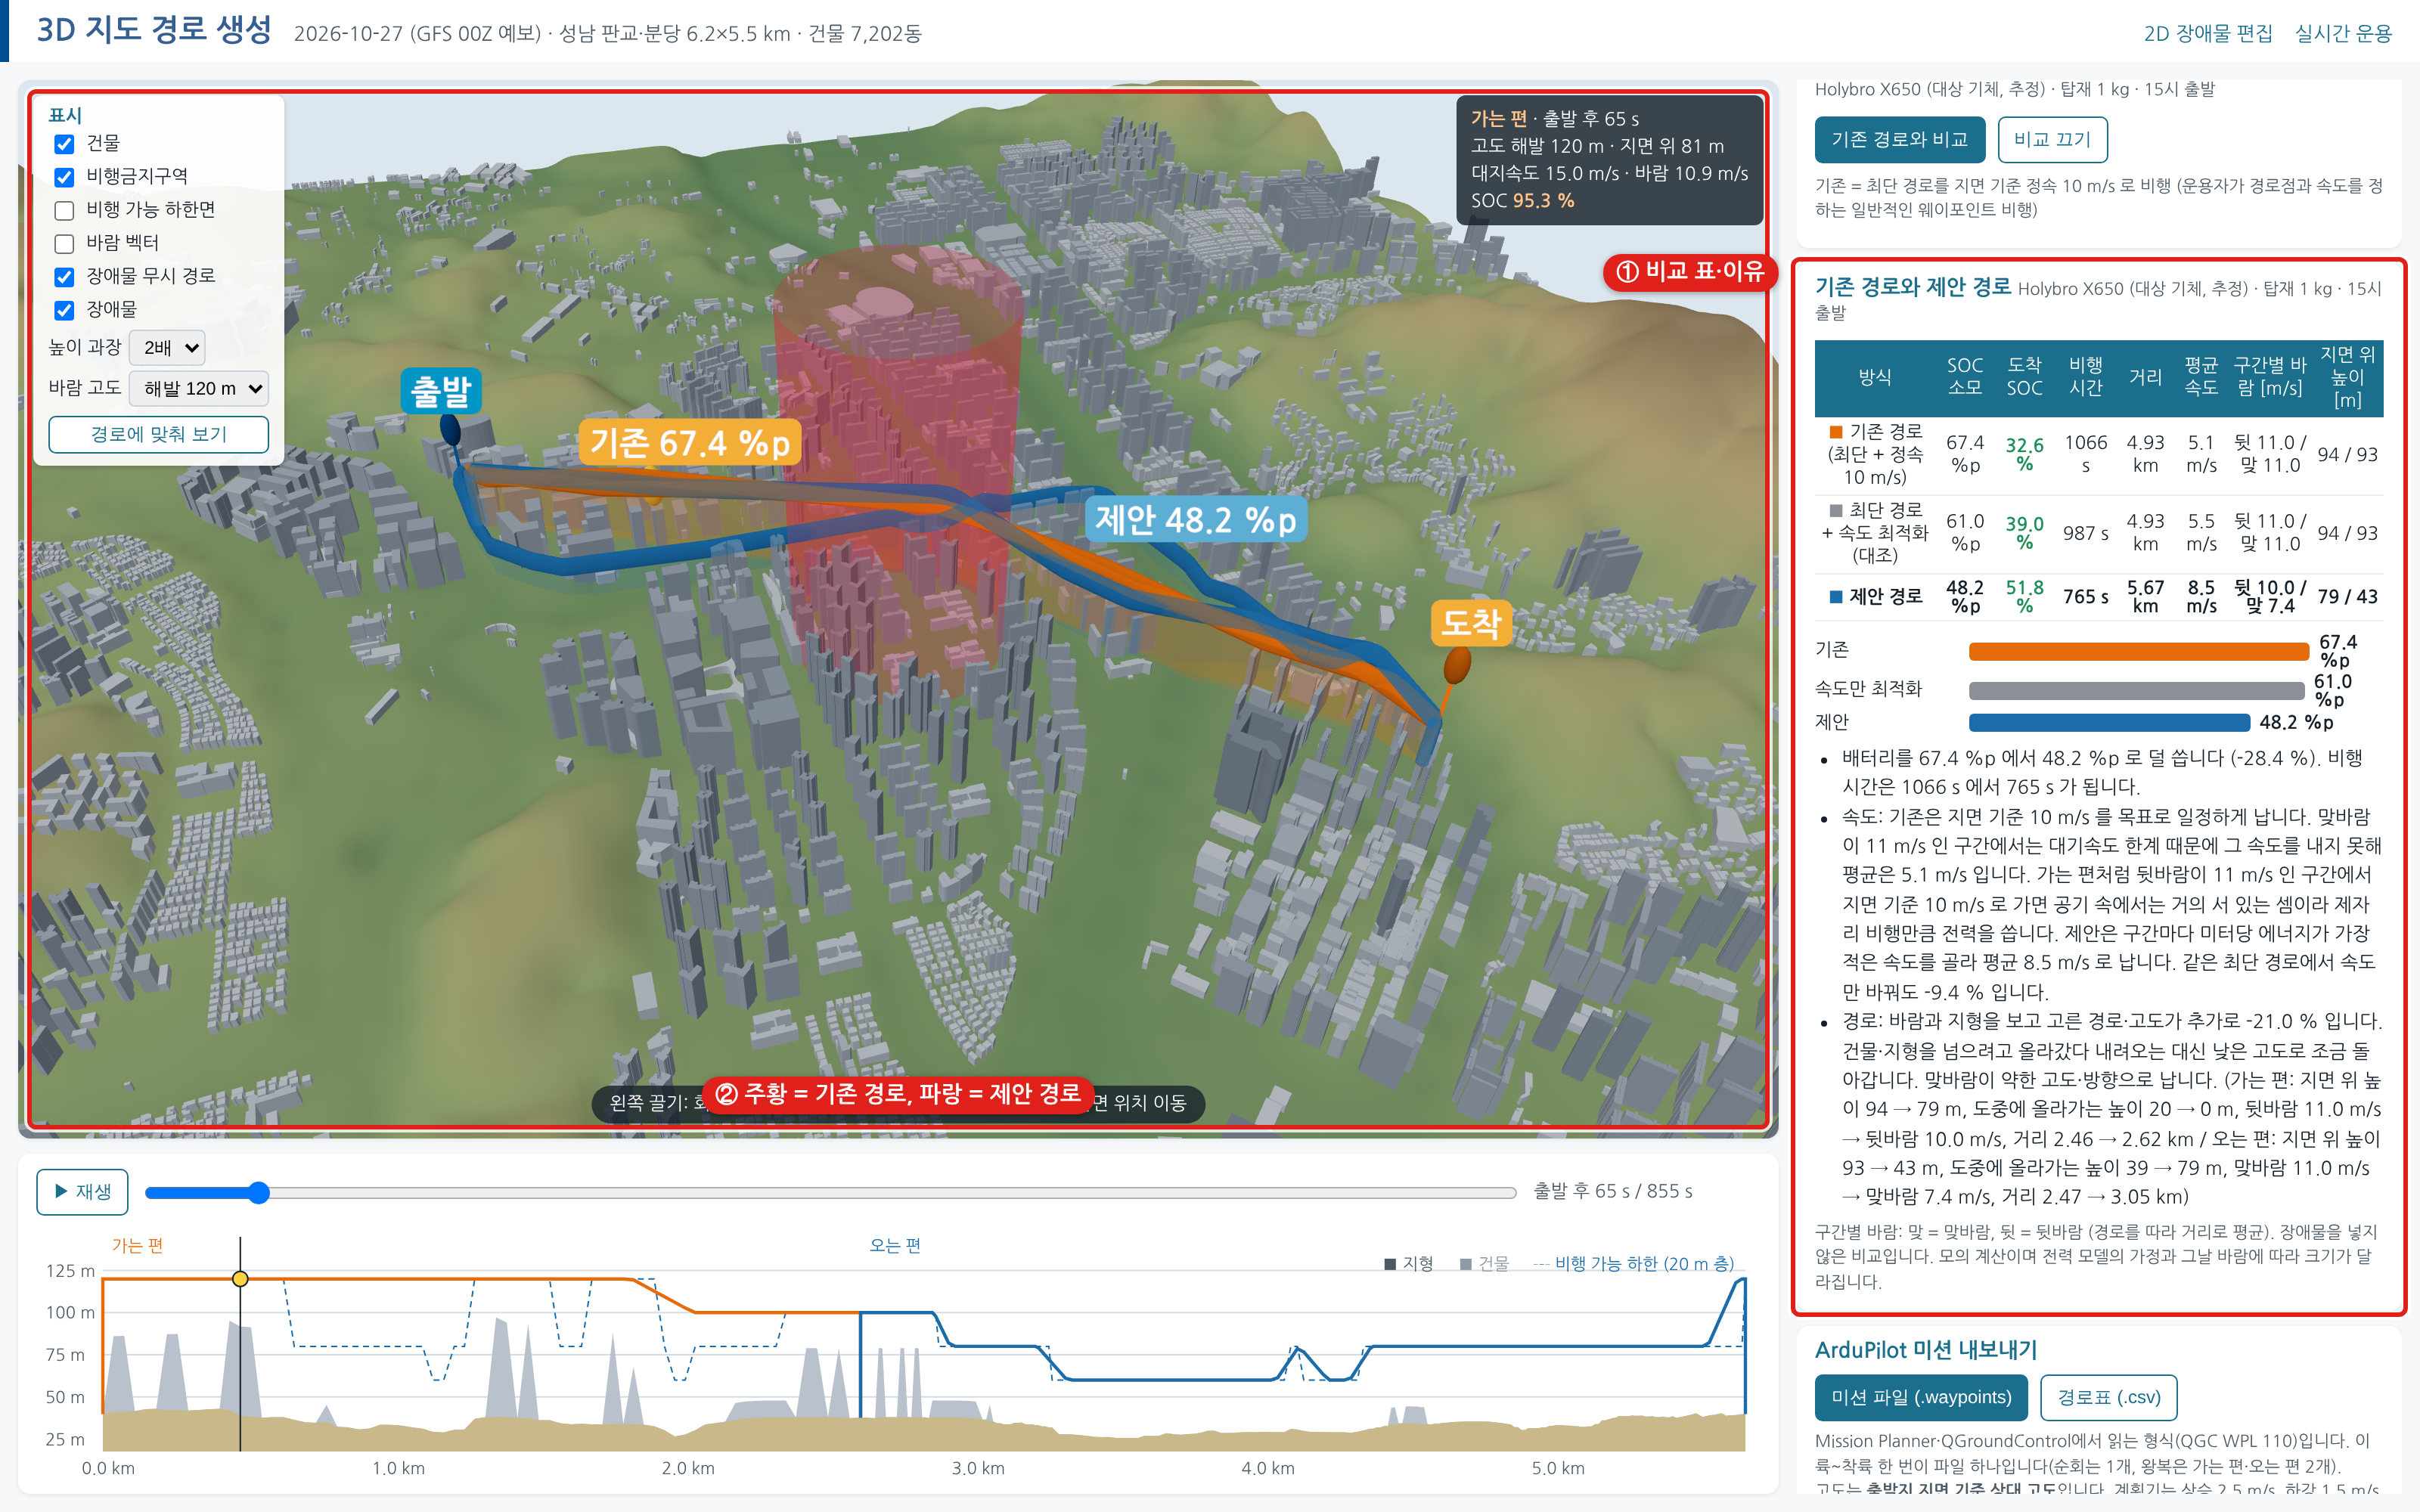 3D 지도 경로 생성 2026-10-27 (GFS 00Z 예보) · 성남 판교·분당 6.2×5.5 km · 건물 7,202동
2D 장애물 편집 실시간 운용
표시
건물
비행금지구역
비행 가능 하한면
바람 벡터
장애물 무시 경로
장애물
높이 과장 2배
바람 고도 해발 120 m
경로에 맞춰 보기
가는 편 · 출발 후 65 s
고도 해발 120 m · 지면 위 81 m
대지속도 15.0 m/s · 바람 10.9 m/s
SOC 95.3 %
출발
기존 67.4 %p
제안 48.2 %p
도착
① 비교 표·이유
왼쪽 끌기:
② 주황 = 기존 경로, 파랑 = 제안 경로
위치 이동
▶ 재생
출발 후 65 s / 855 s
가는 편
오는 편
■ 지형 ■ 건물 --- 비행 가능 하한 (20 m 층)
125 m
100 m
75 m
50 m
25 m
0.0 km 1.0 km 2.0 km 3.0 km 4.0 km 5.0 km
Holybro X650 (대상 기체, 추정) · 탑재 1 kg · 15시 출발
기존 경로와 비교
비교 끄기
기존 = 최단 경로를 지면 기준 정속 10 m/s 로 비행 (운용자가 경로점과 속도를 정
하는 일반적인 웨이포인트 비행)
기존 경로와 제안 경로 Holybro X650 (대상 기체, 추정) · 탑재 1 kg · 15시
출발
방식 SOC 소모 도착 SOC 비행 시간 거리 평균 속도 구간별 바람 [m/s] 지면 위 높이 [m]
■ 기존 경로 (최단 + 정속 10 m/s) 67.4 %p 32.6 % 1066 s 4.93 km 5.1 m/s 뒷 11.0 / 맞 11.0 94 / 93
■ 최단 경로 + 속도 최적화 (대조) 61.0 %p 39.0 % 987 s 4.93 km 5.5 m/s 뒷 11.0 / 맞 11.0 94 / 93
■ 제안 경로 48.2 %p 51.8 % 765 s 5.67 km 8.5 m/s 뒷 10.0 / 맞 7.4 79 / 43
기존 67.4 %p
속도만 최적화 61.0 %p
제안 48.2 %p
• 배터리를 67.4 %p 에서 48.2 %p 로 덜 씁니다 (-28.4 %). 비행
시간은 1066 s 에서 765 s 가 됩니다.
• 속도: 기존은 지면 기준 10 m/s 를 목표로 일정하게 납니다. 맞바람
이 11 m/s 인 구간에서는 대기속도 한계 때문에 그 속도를 내지 못해
평균은 5.1 m/s 입니다. 가는 편처럼 뒷바람이 11 m/s 인 구간에서
지면 기준 10 m/s 로 가면 공기 속에서는 거의 서 있는 셈이라 제자
리 비행만큼 전력을 씁니다. 제안은 구간마다 미터당 에너지가 가장
적은 속도를 골라 평균 8.5 m/s 로 납니다. 같은 최단 경로에서 속도
만 바꿔도 -9.4 % 입니다.
• 경로: 바람과 지형을 보고 고른 경로·고도가 추가로 -21.0 % 입니다.
건물·지형을 넘으려고 올라갔다 내려오는 대신 낮은 고도로 조금 돌
아갑니다. 맞바람이 약한 고도·방향으로 납니다. (가는 편: 지면 위 높
이 94 → 79 m, 도중에 올라가는 높이 20 → 0 m, 뒷바람 11.0 m/s
→ 뒷바람 10.0 m/s, 거리 2.46 → 2.62 km / 오는 편: 지면 위 높이
93 → 43 m, 도중에 올라가는 높이 39 → 79 m, 맞바람 11.0 m/s
→ 맞바람 7.4 m/s, 거리 2.47 → 3.05 km)
구간별 바람: 맞 = 맞바람, 뒷 = 뒷바람 (경로를 따라 거리로 평균). 장애물을 넣지
않은 비교입니다. 모의 계산이며 전력 모델의 가정과 그날 바람에 따라 크기가 달
라집니다.
ArduPilot 미션 내보내기
미션 파일 (.waypoints)
경로표 (.csv)
Mission Planner·QGroundControl에서 읽는 형식(QGC WPL 110)입니다. 이
륙~착륙 한 번이 파일 하나입니다(순회는 1개, 왕복은 가는 편·오는 편 2개).
고도는 출발지 지면 기준 상대 고도입니다. 계획기는 상승 2.5 m/s, 하강 1.5 m/s